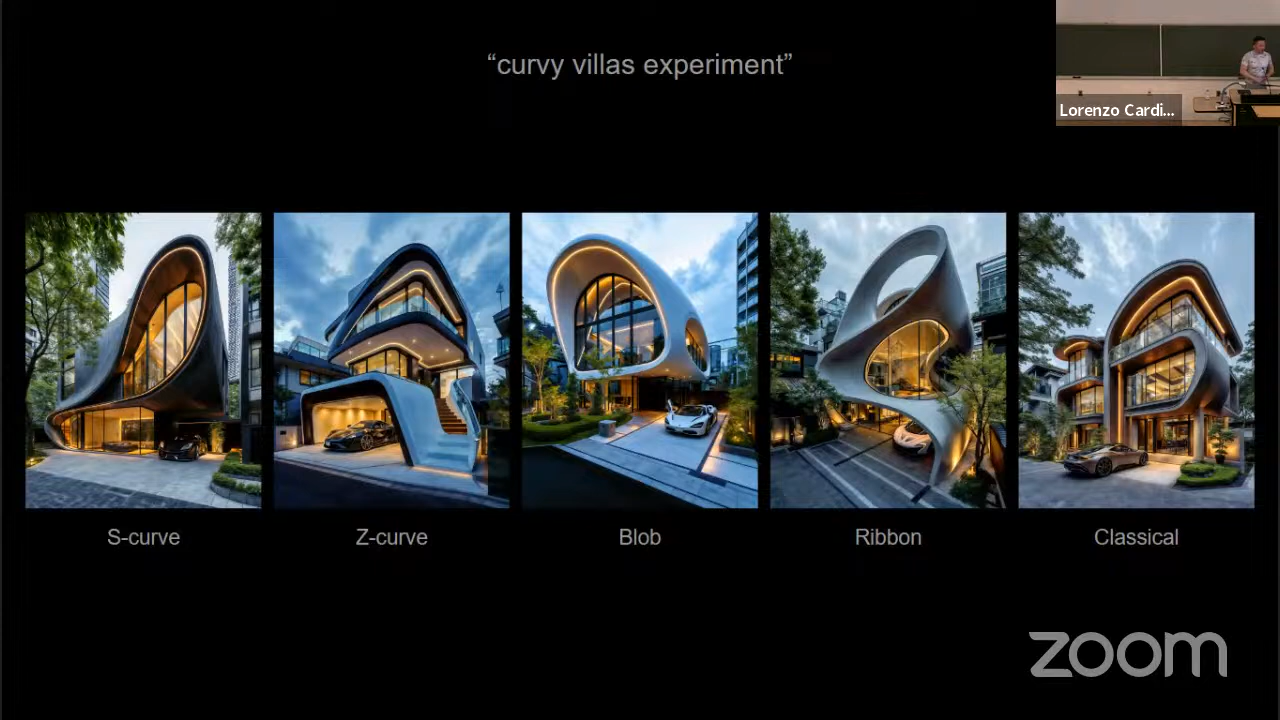 “curvy villas experiment”
Lorenzo Cardi...
S-curve
Z-curve
Blob
Ribbon
Classical
zoom